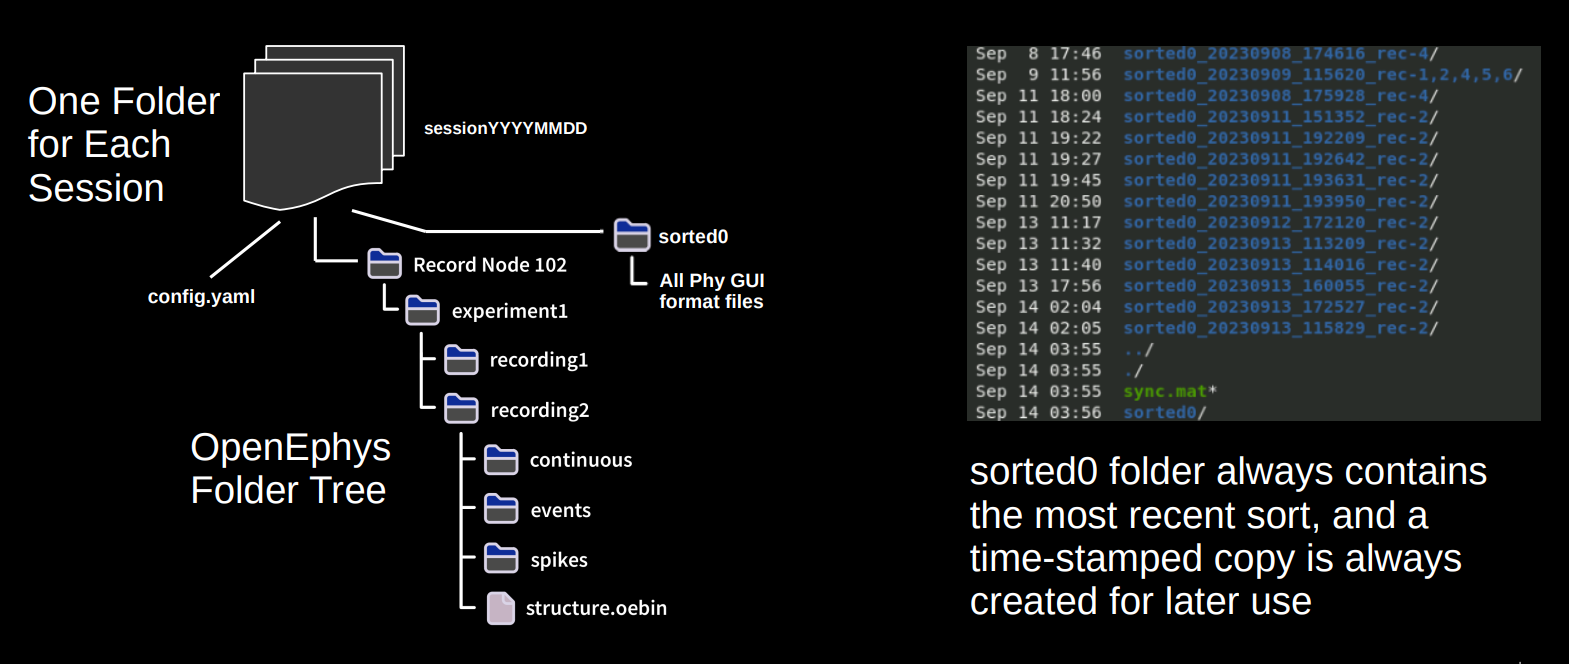 One Folder
for Each
Session
sessionYYYYMMDD
config.yaml
Record Node 102
experiment1
recording1
recording2
continuous
events
spikes
structure.oebin
sorted0
All Phy GUI
format files
OpenEphys
Folder Tree
Sep  8 17:46  sorted0_20230908_174616_rec-4/
Sep  9 11:56  sorted0_20230909_115620_rec-1,2,4,5,6/
Sep 11 18:00  sorted0_20230908_175928_rec-4/
Sep 11 18:24  sorted0_20230911_151352_rec-2/
Sep 11 19:22  sorted0_20230911_192209_rec-2/
Sep 11 19:27  sorted0_20230911_192642_rec-2/
Sep 11 19:45  sorted0_20230911_193631_rec-2/
Sep 11 20:50  sorted0_20230911_193950_rec-2/
Sep 13 11:17  sorted0_20230912_172120_rec-2/
Sep 13 11:32  sorted0_20230913_113209_rec-2/
Sep 13 11:40  sorted0_20230913_114016_rec-2/
Sep 13 17:56  sorted0_20230913_160055_rec-2/
Sep 14 02:04  sorted0_20230913_172527_rec-2/
Sep 14 02:05  sorted0_20230913_115829_rec-2/
Sep 14 03:55  ../
Sep 14 03:55  ./
Sep 14 03:55  sync.mat*
Sep 14 03:56  sorted0/
sorted0 folder always contains
the most recent sort, and a
time-stamped copy is always
created for later use